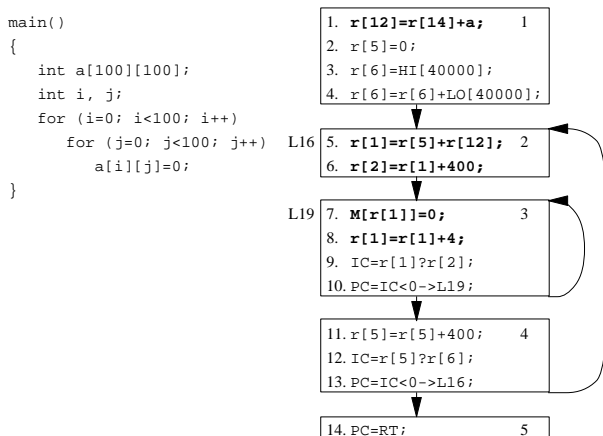 main()
{
int a[100][100];
int i, j;
for (i=0; i<100; i++)
for (j=0; j<100; j++)
a[i][j]=0;
}
1. r[12]=r[14]+a; 1
2. r[5]=0;
3. r[6]=HI[40000];
4. r[6]=r[6]+LO[40000];
L16 5. r[1]=r[5]+r[12]; 2
6. r[2]=r[1]+400;
L19 7. M[r[1]]=0; 3
8. r[1]=r[1]+4;
9. IC=r[1]?r[2];
10. PC=IC<0->L19;
11. r[5]=r[5]+400; 4
12. IC=r[5]?r[6];
13. PC=IC<0->L16;
14. PC=RT; 5